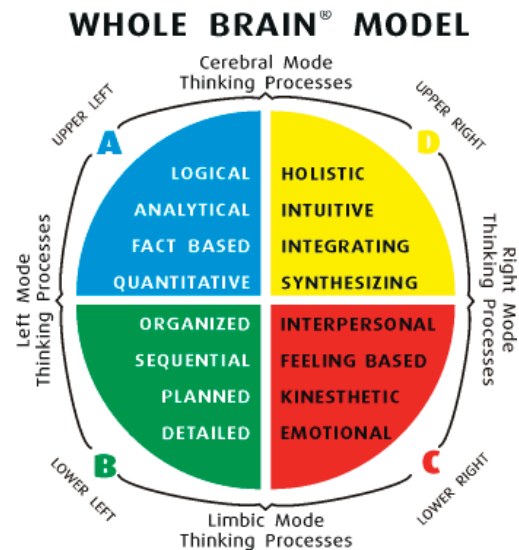 WHOLE BRAIN® MODEL
Cerebral Mode
Thinking Processes
UPPER LEFT
UPPER RIGHT
A
D
LOGICAL
ANALYTICAL
FACT BASED
QUANTITATIVE
HOLISTIC
INTUITIVE
INTEGRATING
SYNTHESIZING
Left Mode
Thinking Processes
Right Mode
Thinking Processes
ORGANIZED
SEQUENTIAL
PLANNED
DETAILED
INTERPERSONAL
FEELING BASED
KINESTHETIC
EMOTIONAL
B
C
LOWER LEFT
LOWER RIGHT
Limbic Mode
Thinking Processes